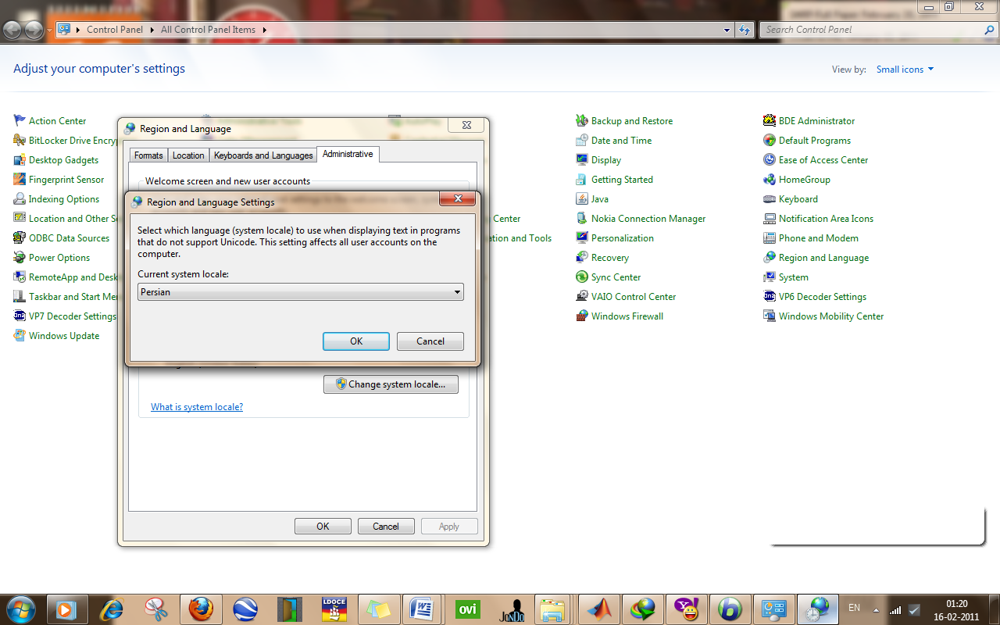 Control Panel
All Control Panel Items
Search Control Panel
Adjust your computer's settings
View by: Small icons
Action Center
BitLocker Drive Encryp
Desktop Gadgets
Fingerprint Sensor
Indexing Options
Location and Other Se
ODBC Data Sources
Power Options
RemoteApp and Desk
Taskbar and Start Me
VP7 Decoder Settings
Windows Update
Region and Language
Formats
Location
Keyboards and Languages
Administrative
Welcome screen and new user accounts
Region and Language Settings
Select which language (system locale) to use when displaying text in programs
that do not support Unicode. This setting affects all user accounts on the
computer.
Current system locale:
Persian
OK
Cancel
Change system locale...
What is system locale?
OK
Cancel
Apply
Center
ation and Tools
Backup and Restore
Date and Time
Display
Getting Started
Java
Nokia Connection Manager
Personalization
Recovery
Sync Center
VAIO Control Center
Windows Firewall
BDE Administrator
Default Programs
Ease of Access Center
HomeGroup
Keyboard
Notification Area Icons
Phone and Modem
Region and Language
System
VP6 Decoder Settings
Windows Mobility Center
LDOCE
ovi
JonDo
EN
01:20
16-02-2011